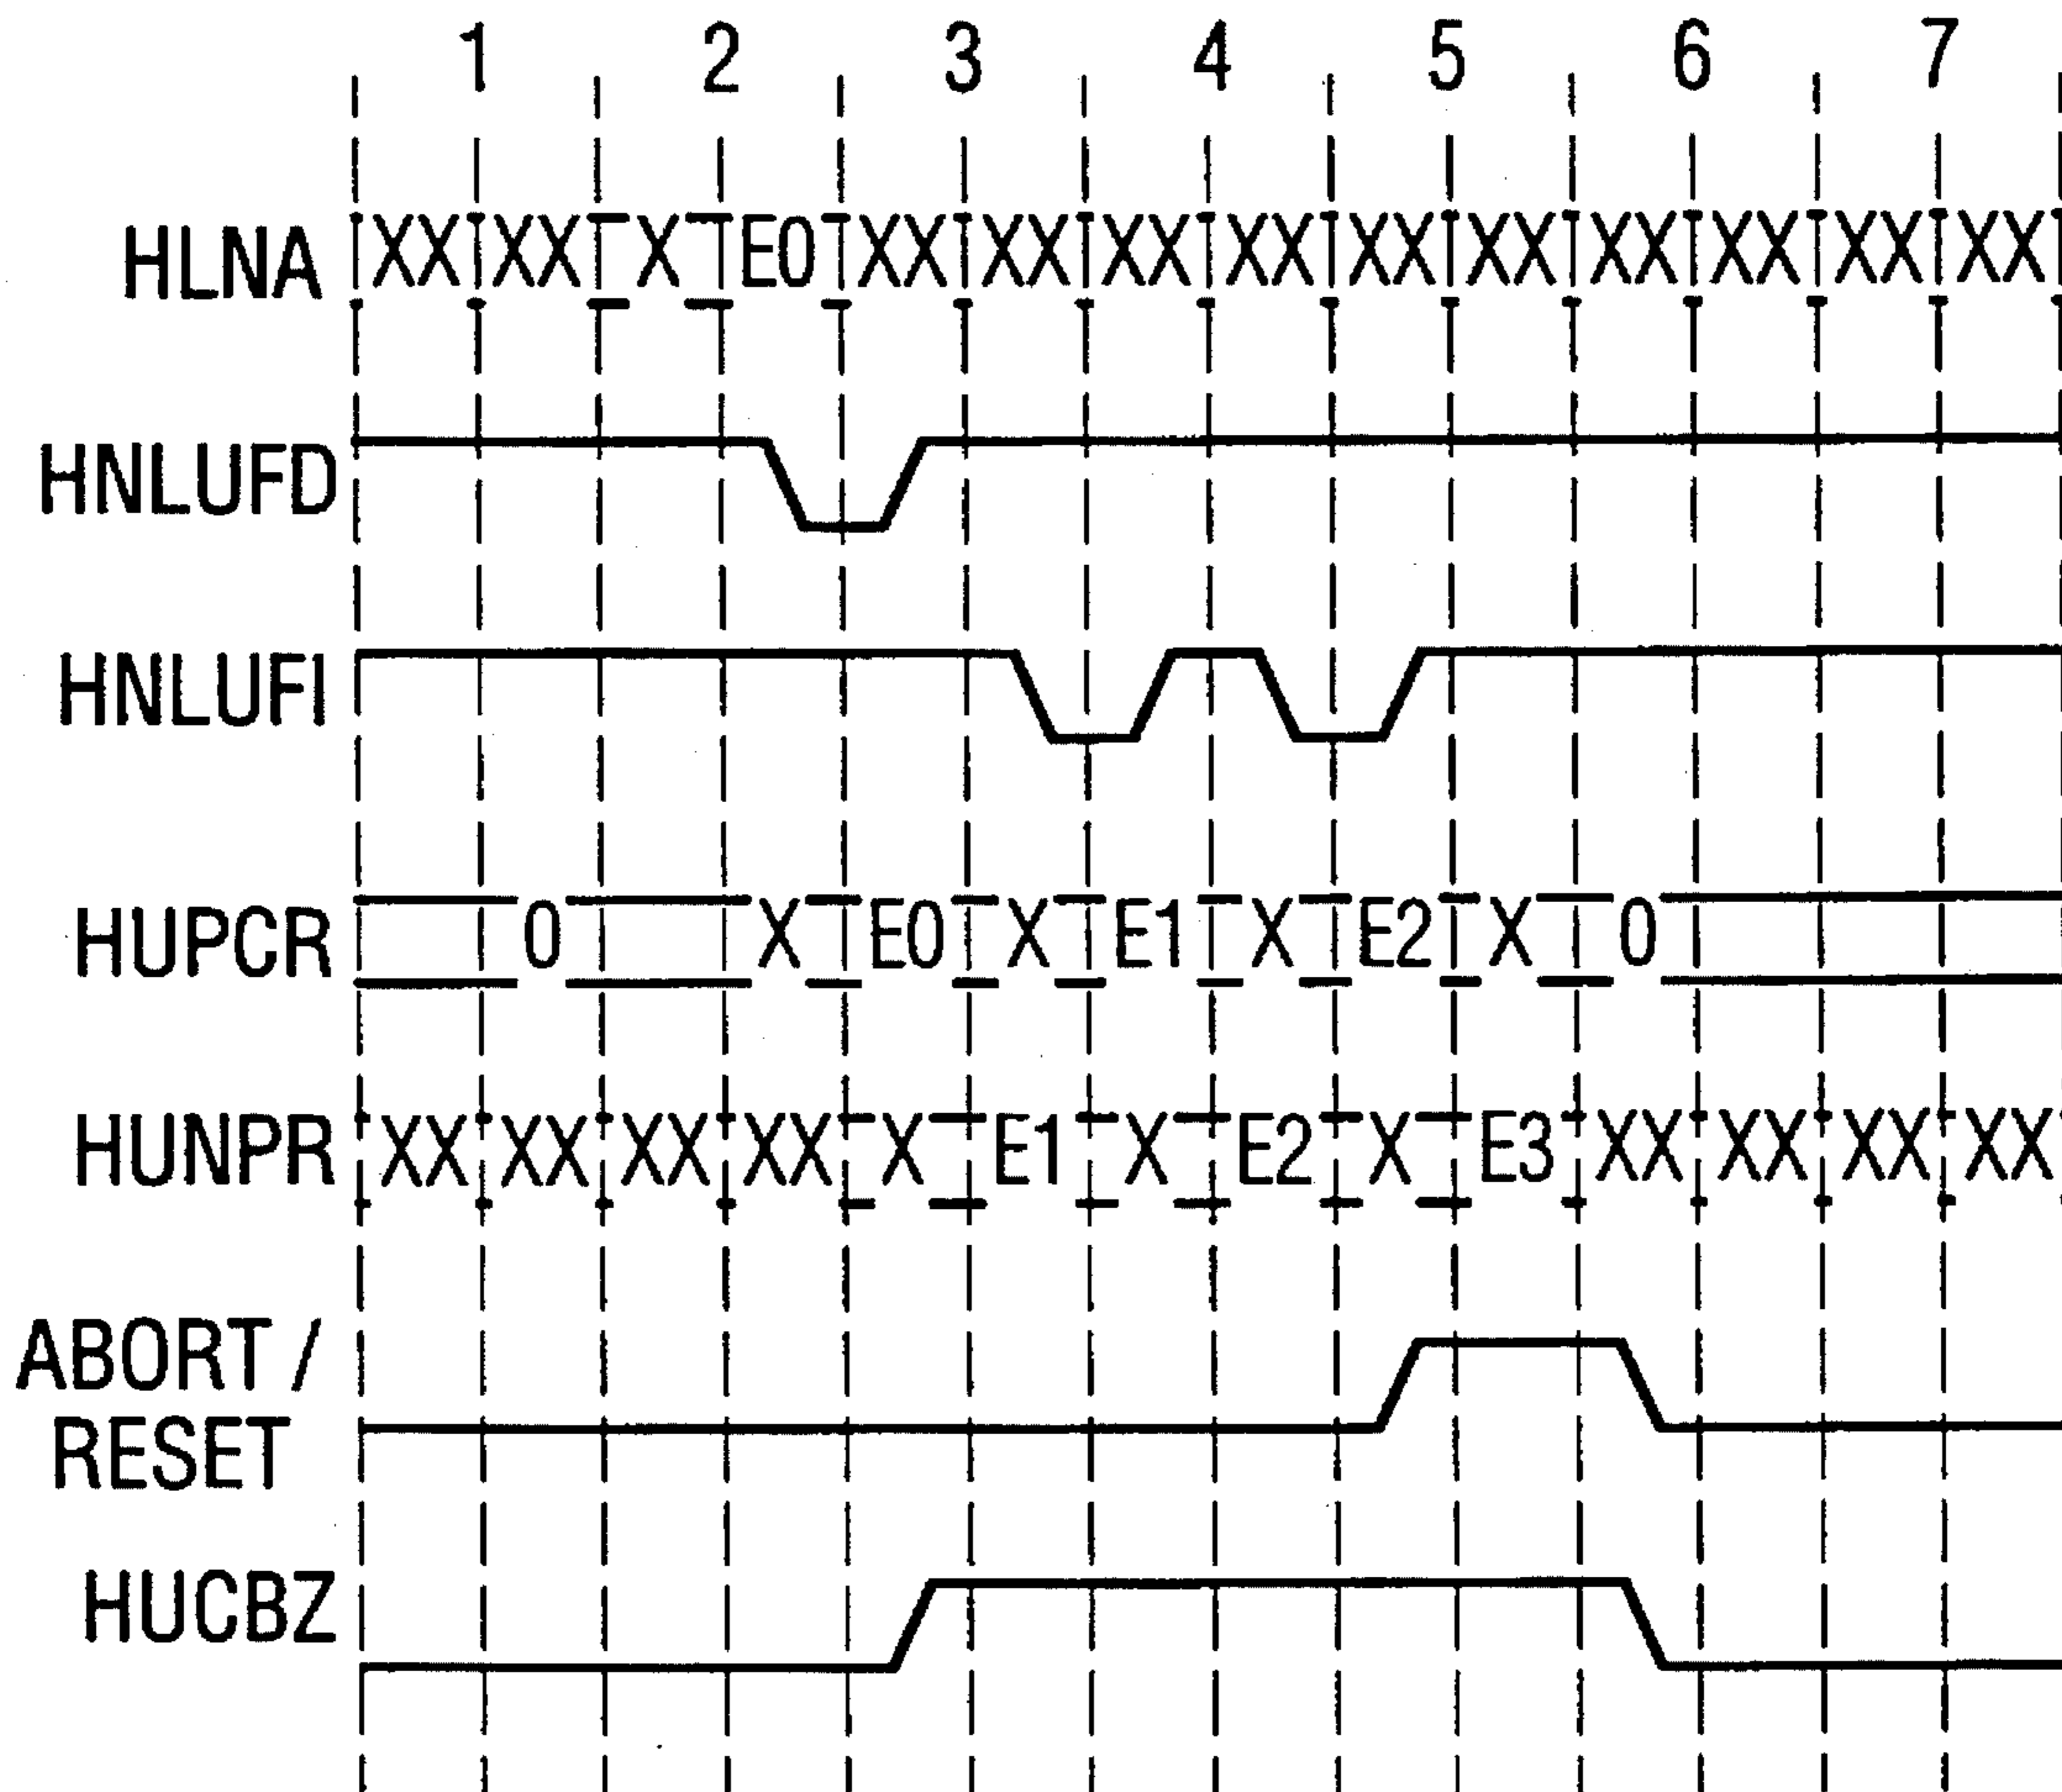 1 2 3 4 5 6 7
HLNA XX XX X E0 XX XX XX XX XX XX XX XX XX XX
HNLUFD
HNLUFI
HUPCR 0 X E0 X E1 X E2 X 0
HUNPR XX XX XX XX X E1 X E2 X E3 XX XX XX XX
ABORT /
RESET
HUCBZ